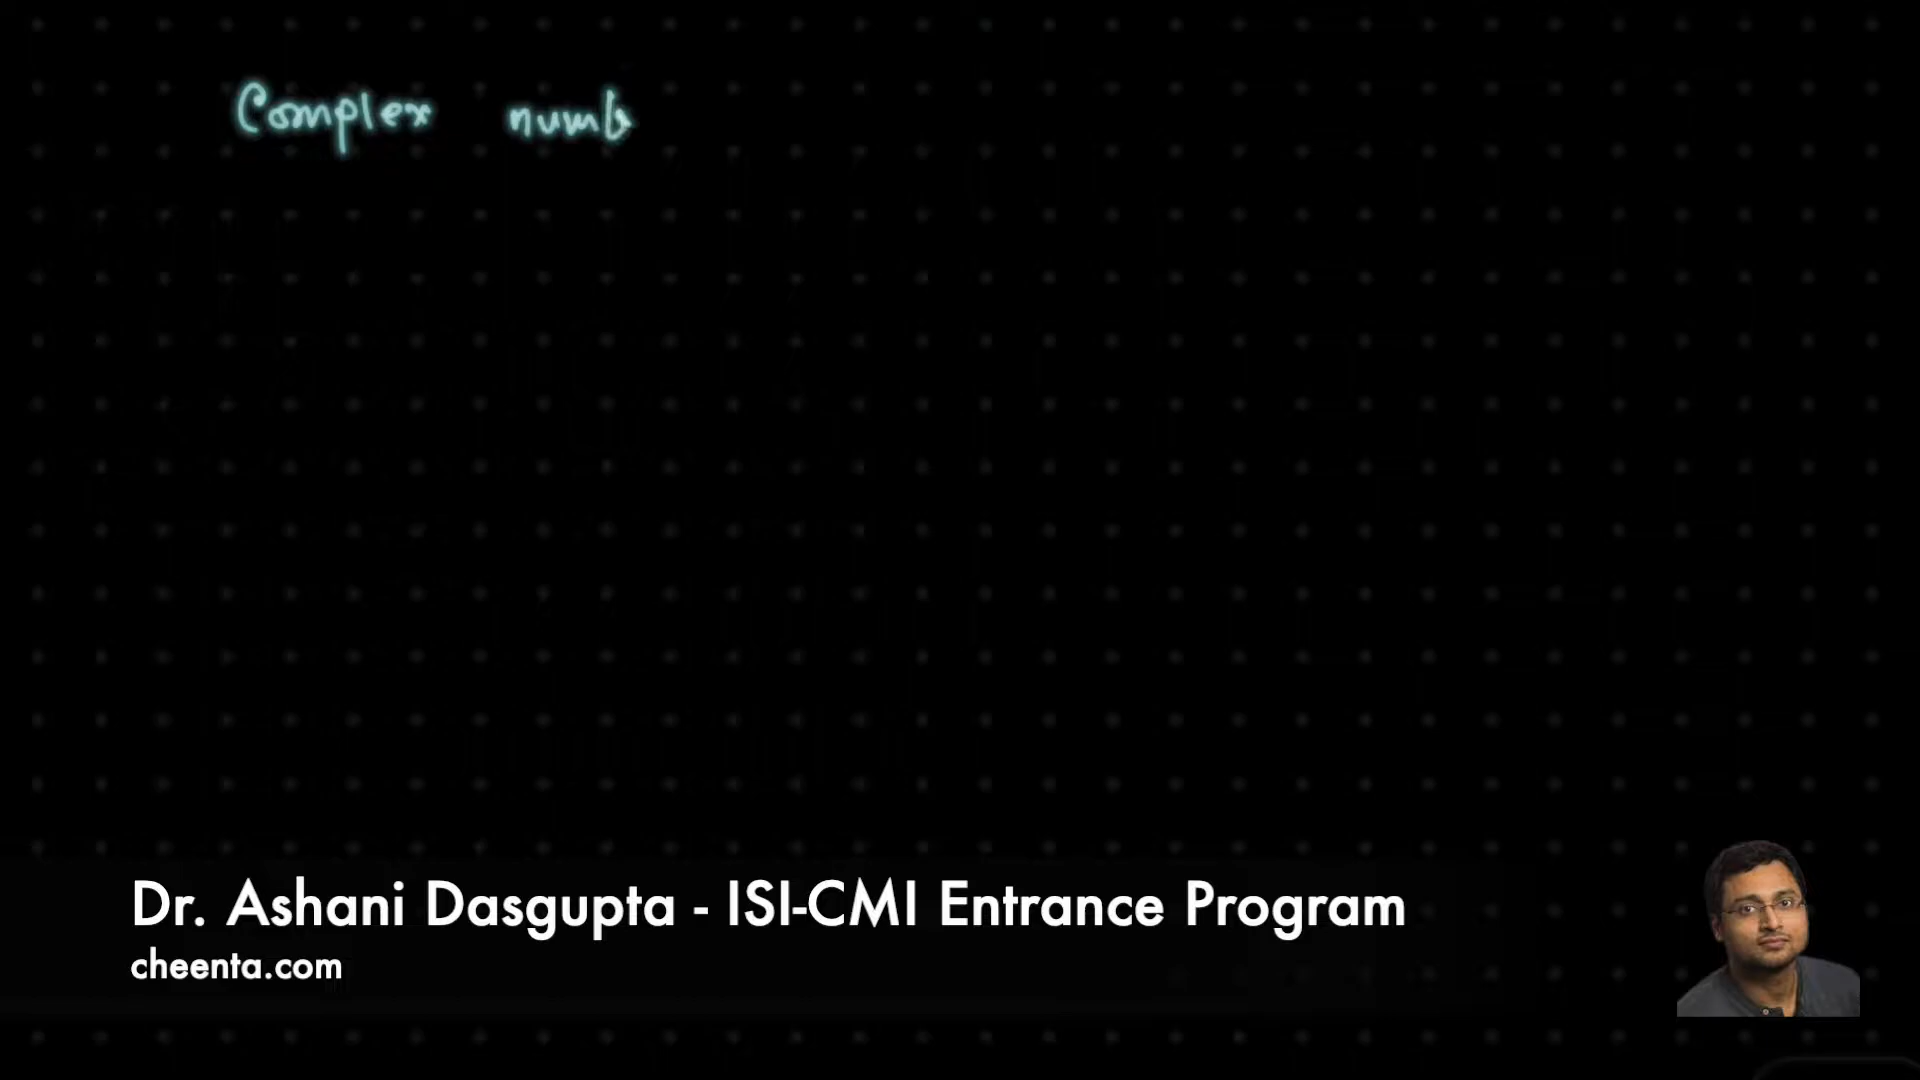 Complex numb
Dr. Ashani Dasgupta - ISI-CMI Entrance Program
cheenta.com